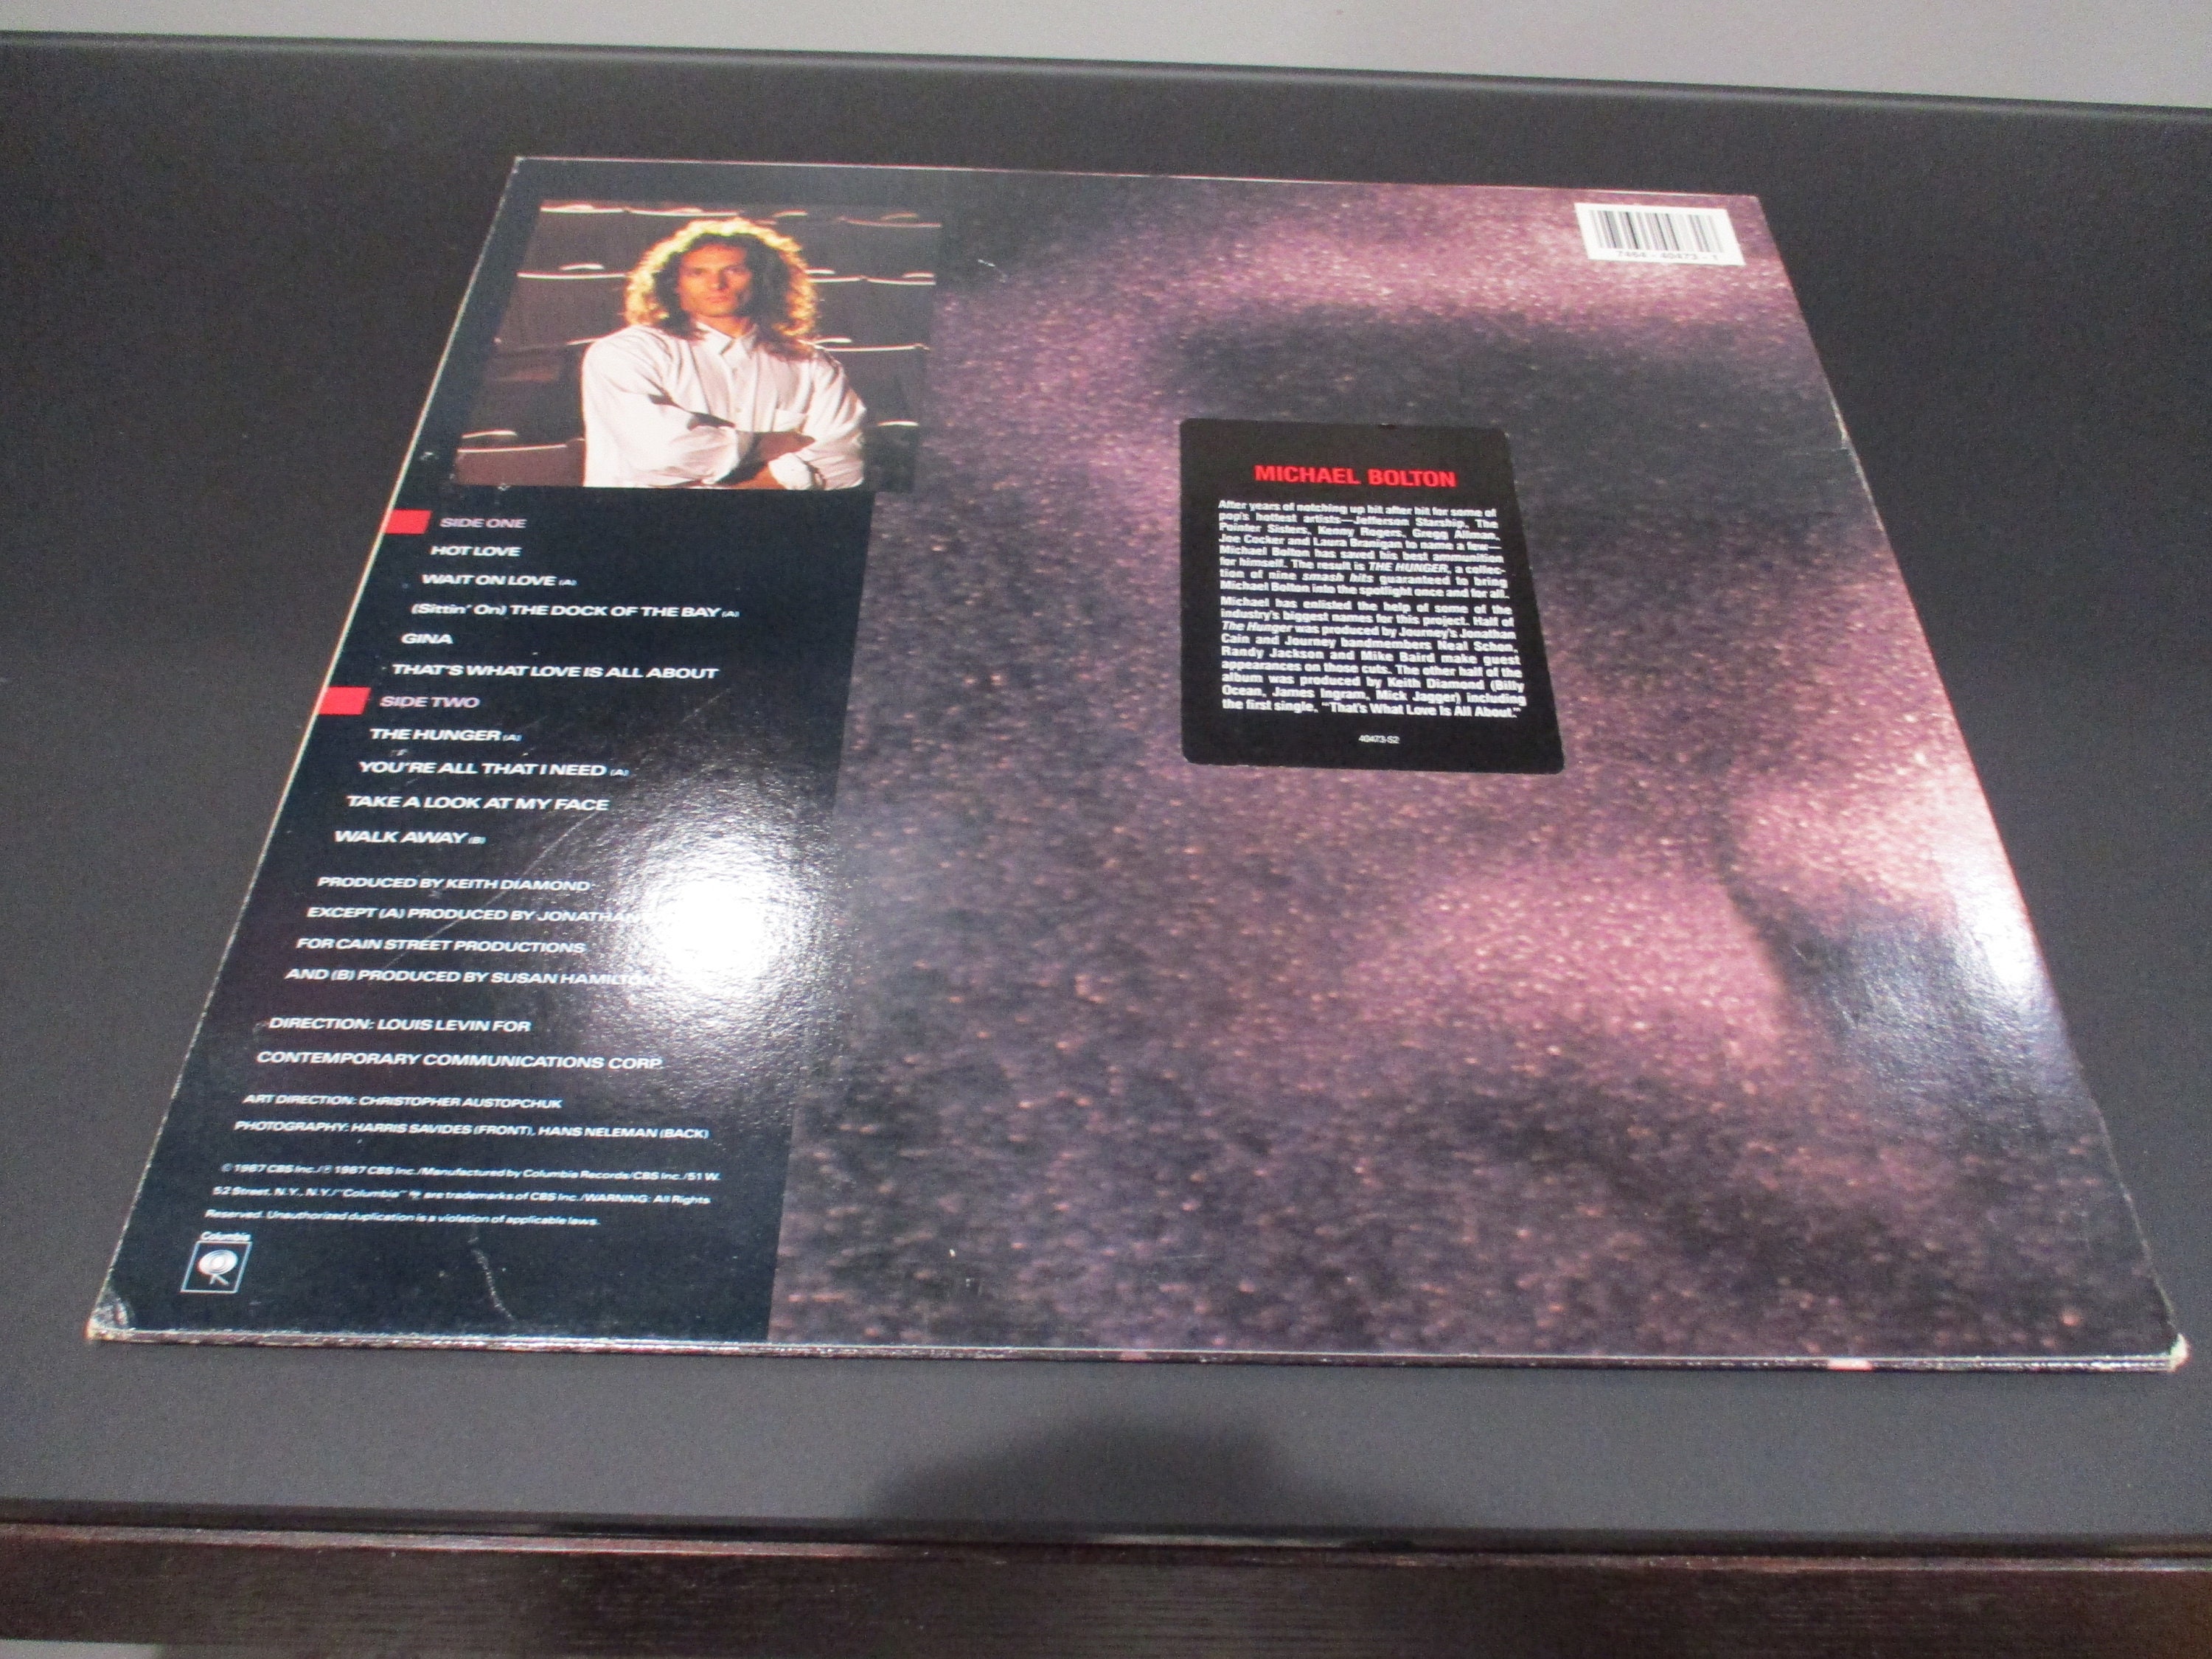 SIDE ONE
HOT LOVE
WAIT ON LOVE (A)
(Sittin' On) THE DOCK OF THE BAY (A)
GINA
THAT'S WHAT LOVE IS ALL ABOUT
SIDE TWO
THE HUNGER (A)
YOU'RE ALL THAT I NEED (A)
TAKE A LOOK AT MY FACE
WALK AWAY (B)
PRODUCED BY KEITH DIAMOND
EXCEPT (A) PRODUCED BY JONATHAN
FOR CAIN STREET PRODUCTIONS
AND (B) PRODUCED BY SUSAN HAMILTON
DIRECTION: LOUIS LEVIN FOR
CONTEMPORARY COMMUNICATIONS CORP.
ART DIRECTION: CHRISTOPHER AUSTOPCHUK
PHOTOGRAPHY: HARRIS SAVIDES (FRONT), HANS NELEMAN (BACK)
© 1987 CBS Inc./℗ 1987 CBS Inc./Manufactured by Columbia Records/CBS Inc./51 W.
52 Street, N.Y., N.Y./"Columbia" are trademarks of CBS Inc./WARNING: All Rights
Reserved. Unauthorized duplication is a violation of applicable laws.
Columbia
7464-40473-1
MICHAEL BOLTON
After years of notching up hit after hit for some of
pop's hottest artists—Jefferson Starship, The
Pointer Sisters, Kenny Rogers, Gregg Allman,
Joe Cocker and Laura Branigan to name a few—
Michael Bolton has saved his best ammunition
for himself. The result is THE HUNGER, a collec-
tion of nine smash hits guaranteed to bring
Michael Bolton into the spotlight once and for all.
Michael has enlisted the help of some of the
industry's biggest names for this project. Half of
The Hunger was produced by Journey's Jonathan
Cain and Journey bandmembers Neal Schon,
Randy Jackson and Mike Baird make guest
appearances on those cuts. The other half of the
album was produced by Keith Diamond (Billy
Ocean, James Ingram, Mick Jagger) including
the first single, "That's What Love Is All About."
40473-S2